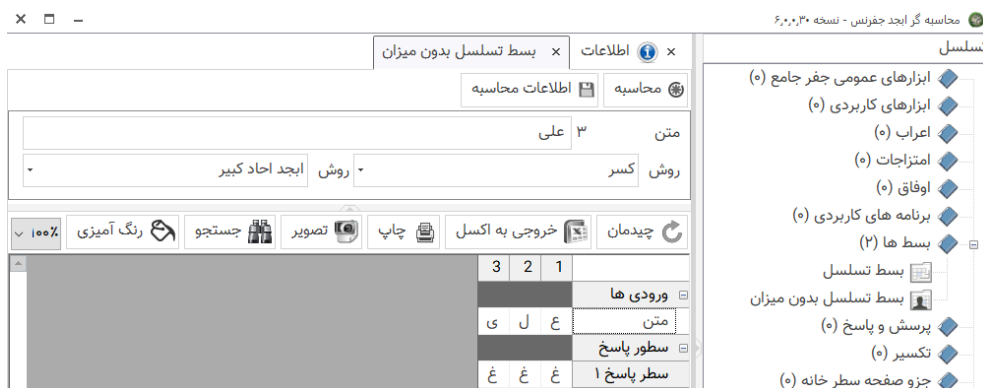 محاسبه گر ابجد جفرنس - نسخه ۶,۰,۰,۳۰
تسلسل
ابزارهای عمومی جفر جامع (۰)
ابزارهای کاربردی (۰)
اعراب (۰)
امتزاجات (۰)
اوفاق (۰)
برنامه های کاربردی (۰)
بسط ها (۲)
بسط تسلسل
بسط تسلسل بدون میزان
پرسش و پاسخ (۰)
تکسیر (۰)
جزو صفحه سطر خانه (۰)
اطلاعات
بسط تسلسل بدون میزان
محاسبه اطلاعات محاسبه
متن ۳ علی
روش کسر روش ابجد احاد کبیر
چیدمان خروجی به اکسل چاپ تصویر جستجو رنگ آمیزی ۱۰۰%
1 2 3
ورودی ها
متن ع ل ی
سطور پاسخ
سطر پاسخ ۱ غ غ غ